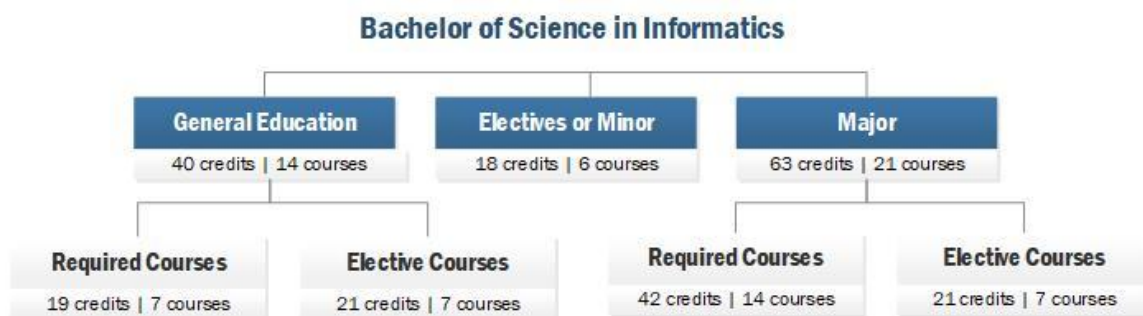 Bachelor of Science in Informatics
General Education
40 credits | 14 courses
Electives or Minor
18 credits | 6 courses
Major
63 credits | 21 courses
Required Courses
19 credits | 7 courses
Elective Courses
21 credits | 7 courses
Required Courses
42 credits | 14 courses
Elective Courses
21 credits | 7 courses